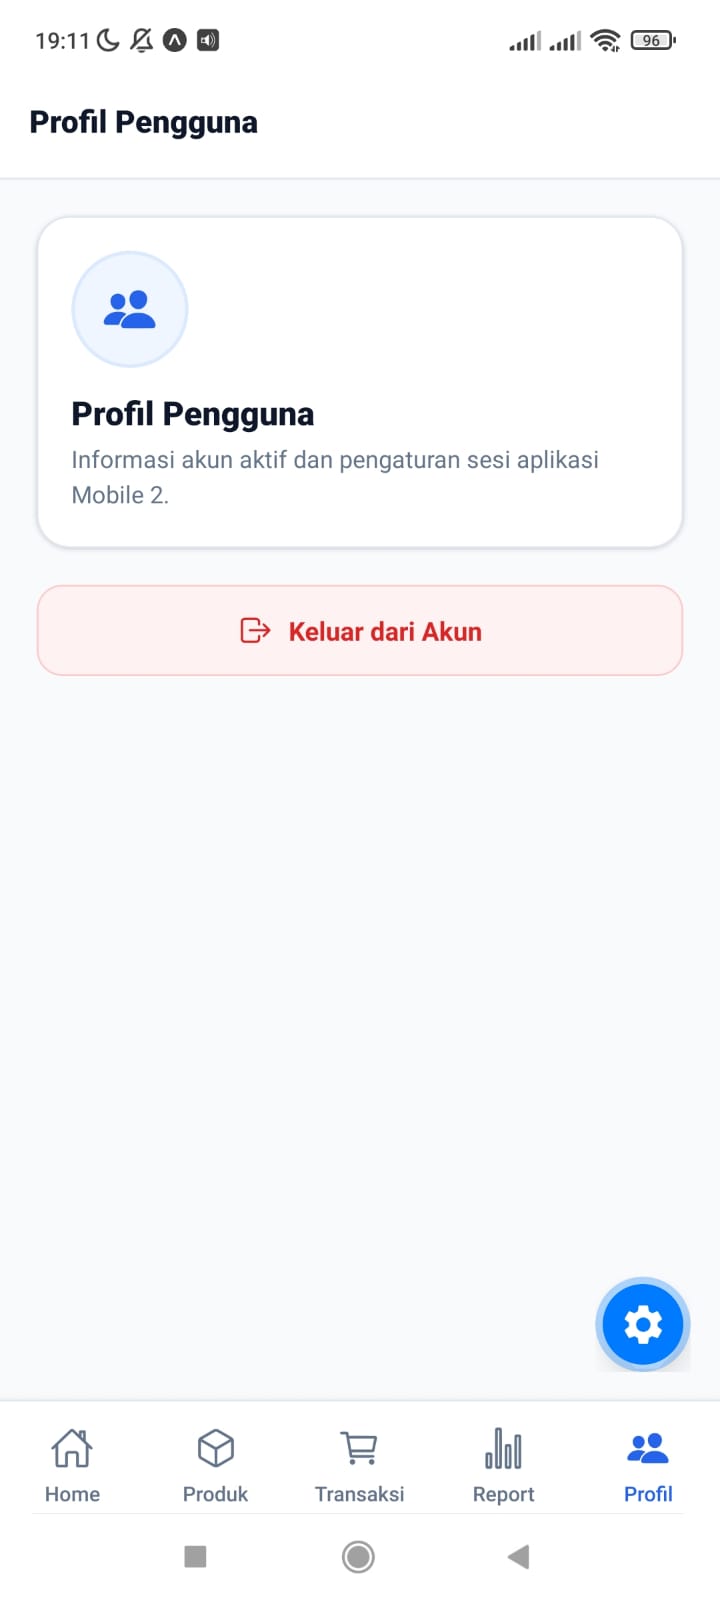 19:11
96
Profil Pengguna
Profil Pengguna
Informasi akun aktif dan pengaturan sesi aplikasi
Mobile 2.
Keluar dari Akun
Home
Produk
Transaksi
Report
Profil